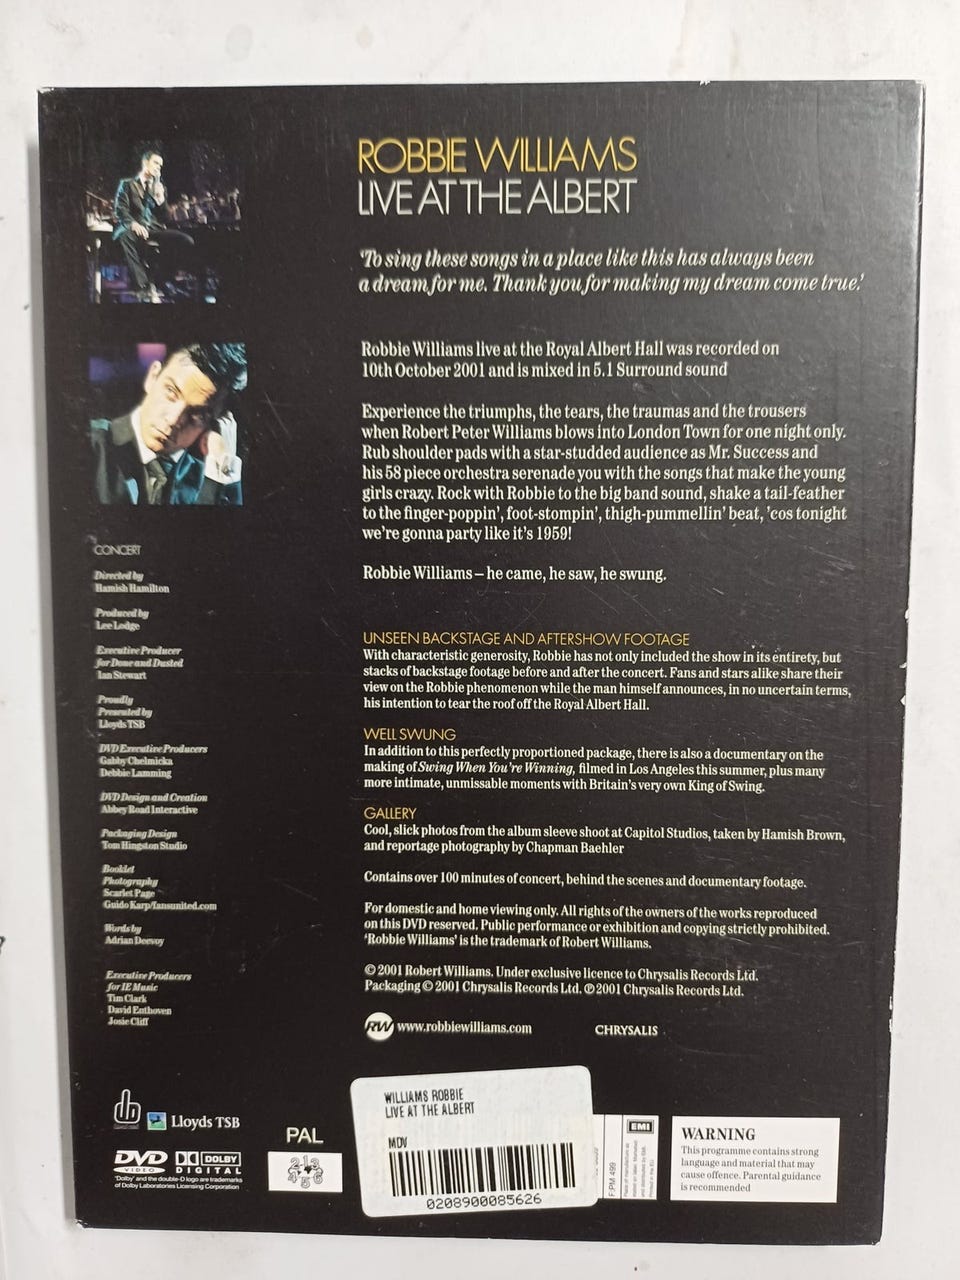 ROBBIE WILLIAMS
LIVE AT THE ALBERT
'To sing these songs in a place like this has always been
a dream for me. Thank you for making my dream come true.'
Robbie Williams live at the Royal Albert Hall was recorded on
10th October 2001 and is mixed in 5.1 Surround sound
Experience the triumphs, the tears, the traumas and the trousers
when Robert Peter Williams blows into London Town for one night only.
Rub shoulder pads with a star-studded audience as Mr. Success and
his 58 piece orchestra serenade you with the songs that make the young
girls crazy. Rock with Robbie to the big band sound, shake a tail-feather
to the finger-poppin', foot-stompin', thigh-pummellin' beat, 'cos tonight
we're gonna party like it's 1959!
Robbie Williams – he came, he saw, he swung.
UNSEEN BACKSTAGE AND AFTERSHOW FOOTAGE
With characteristic generosity, Robbie has not only included the show in its entirety, but
stacks of backstage footage before and after the concert. Fans and stars alike share their
view on the Robbie phenomenon while the man himself announces, in no uncertain terms,
his intention to tear the roof off the Royal Albert Hall.
WELL SWUNG
In addition to this perfectly proportioned package, there is also a documentary on the
making of Swing When You're Winning, filmed in Los Angeles this summer, plus many
more intimate, unmissable moments with Britain's very own King of Swing.
GALLERY
Cool, slick photos from the album sleeve shoot at Capitol Studios, taken by Hamish Brown,
and reportage photography by Chapman Baehler
Contains over 100 minutes of concert, behind the scenes and documentary footage.
For domestic and home viewing only. All rights of the owners of the works reproduced
on this DVD reserved. Public performance or exhibition and copying strictly prohibited.
'Robbie Williams' is the trademark of Robert Williams.
© 2001 Robert Williams. Under exclusive licence to Chrysalis Records Ltd.
Packaging © 2001 Chrysalis Records Ltd. ℗ 2001 Chrysalis Records Ltd.
RW www.robbiewilliams.com
CHRYSALIS
CONCERT
Directed by
Hamish Hamilton
Produced by
Lee Lodge
Executive Producer
for Done and Dusted
Ian Stewart
Proudly
Presented by
Lloyds TSB
DVD Executive Producers
Gabby Chelmicka
Debbie Lamming
DVD Design and Creation
Abbey Road Interactive
Packaging Design
Tom Hingston Studio
Booklet
Photography
Scarlet Page
Guido Karp/fansunited.com
Words by
Adrian Deevoy
Executive Producers
for IE Music
Tim Clark
David Enthoven
Josie Cliff
Lloyds TSB
DVD
VIDEO
DOLBY
DIGITAL
'Dolby' and the double-D logo are trademarks
of Dolby Laboratories Licensing Corporation
PAL
2 3
4 5 6
WILLIAMS ROBBIE
LIVE AT THE ALBERT
MDV
0208900085626
F:PM 499
EMI
WARNING
This programme contains strong
language and material that may
cause offence. Parental guidance
is recommended